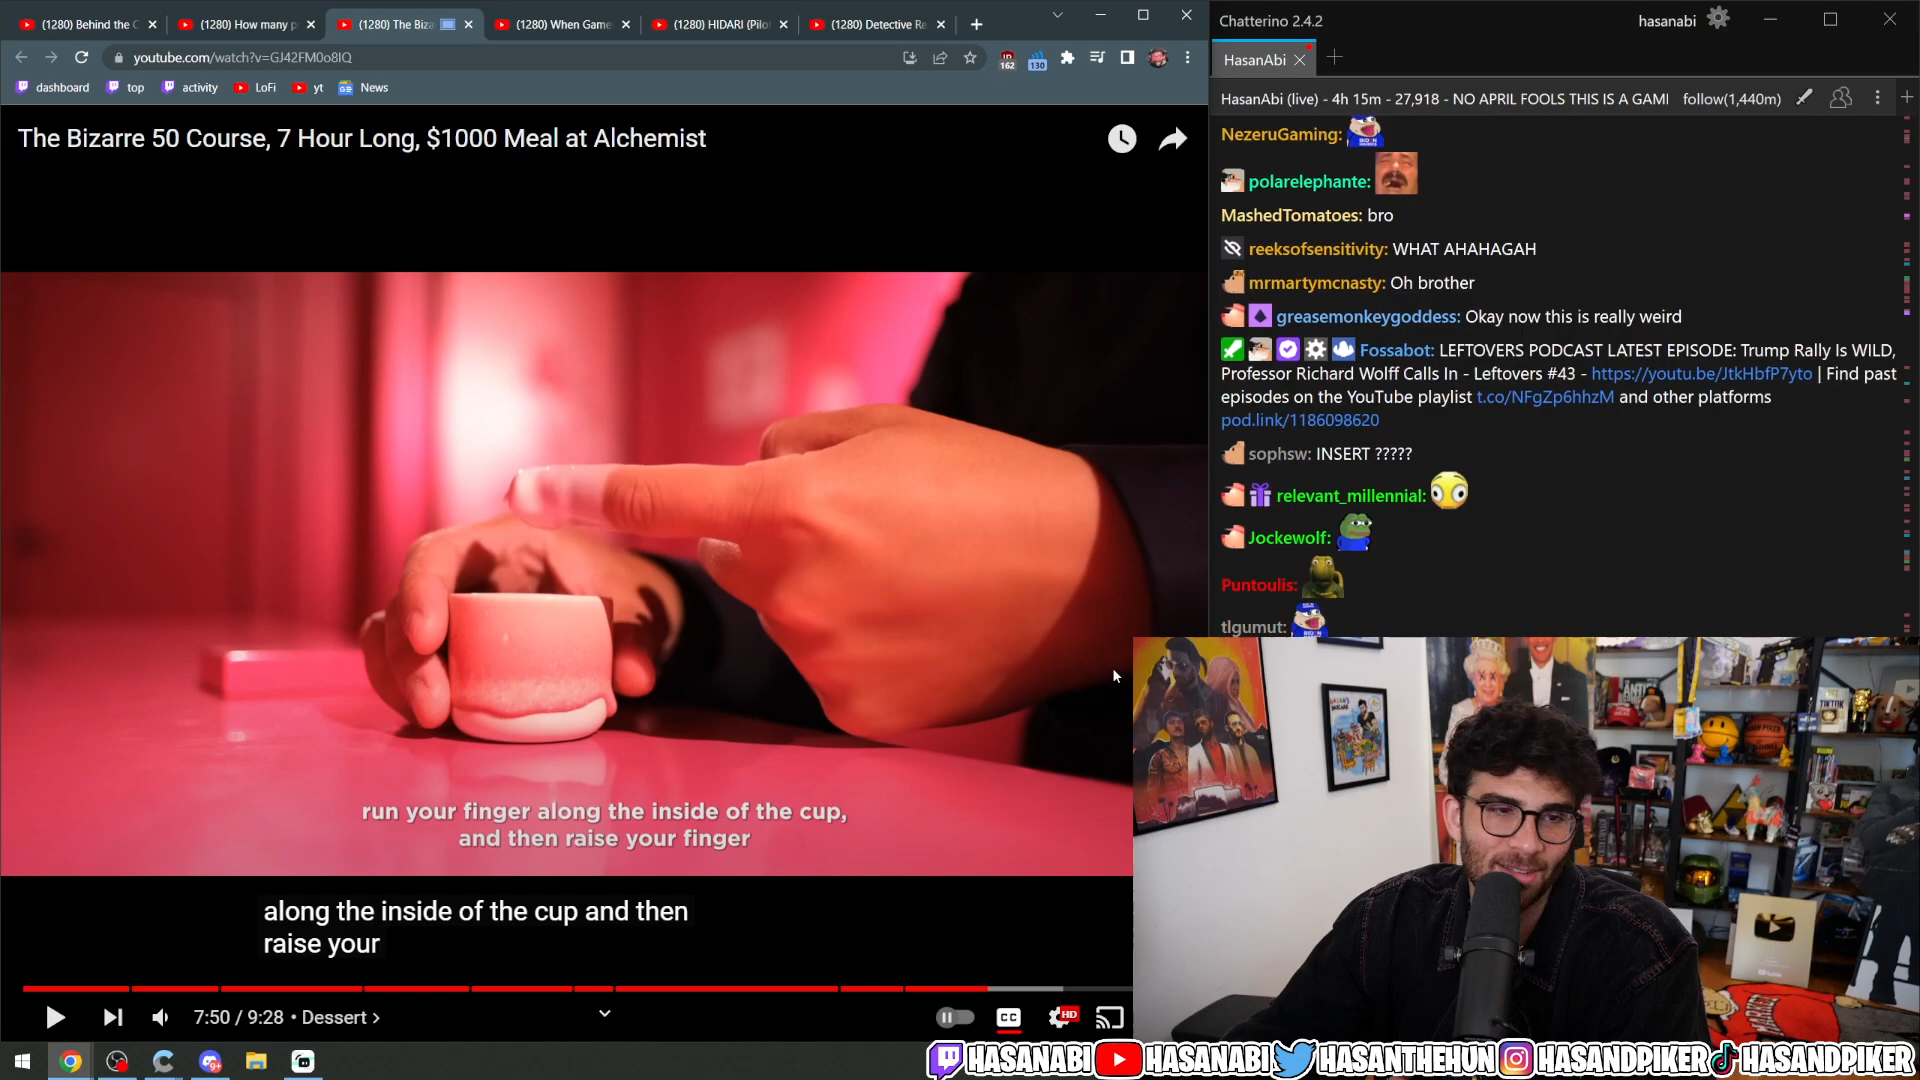 (1280) Behind the C
(1280) How many p
(1280) The Biza
(1280) When Game
(1280) HIDARI (Pilo
(1280) Detective Re
youtube.com/watch?v=GJ42FM0o8IQ
162
130
dashboard
top
activity
LoFi
yt
News
The Bizarre 50 Course, 7 Hour Long, $1000 Meal at Alchemist
run your finger along the inside of the cup,
and then raise your finger
along the inside of the cup and then
raise your
7:50 / 9:28 • Dessert >
CC
HD
Chatterino 2.4.2
hasanabi
HasanAbi
HasanAbi (live) - 4h 15m - 27,918 - NO APRIL FOOLS THIS IS A GAMI
follow(1,440m)
NezeruGaming:
polarelephante:
MashedTomatoes: bro
reeksofsensitivity: WHAT AHAHAGAH
mrmartymcnasty: Oh brother
greasemonkeygoddess: Okay now this is really weird
Fossabot: LEFTOVERS PODCAST LATEST EPISODE: Trump Rally Is WILD,
Professor Richard Wolff Calls In - Leftovers #43 - https://youtu.be/JtkHbfP7yto | Find past
episodes on the YouTube playlist t.co/NFgZp6hhzM and other platforms
pod.link/1186098620
sophsw: INSERT ?????
relevant_millennial:
Jockewolf:
Puntoulis:
tlgumut:
HASANABI HASANABI HASANTHEHUN HASANDPIKER HASANDPIKER